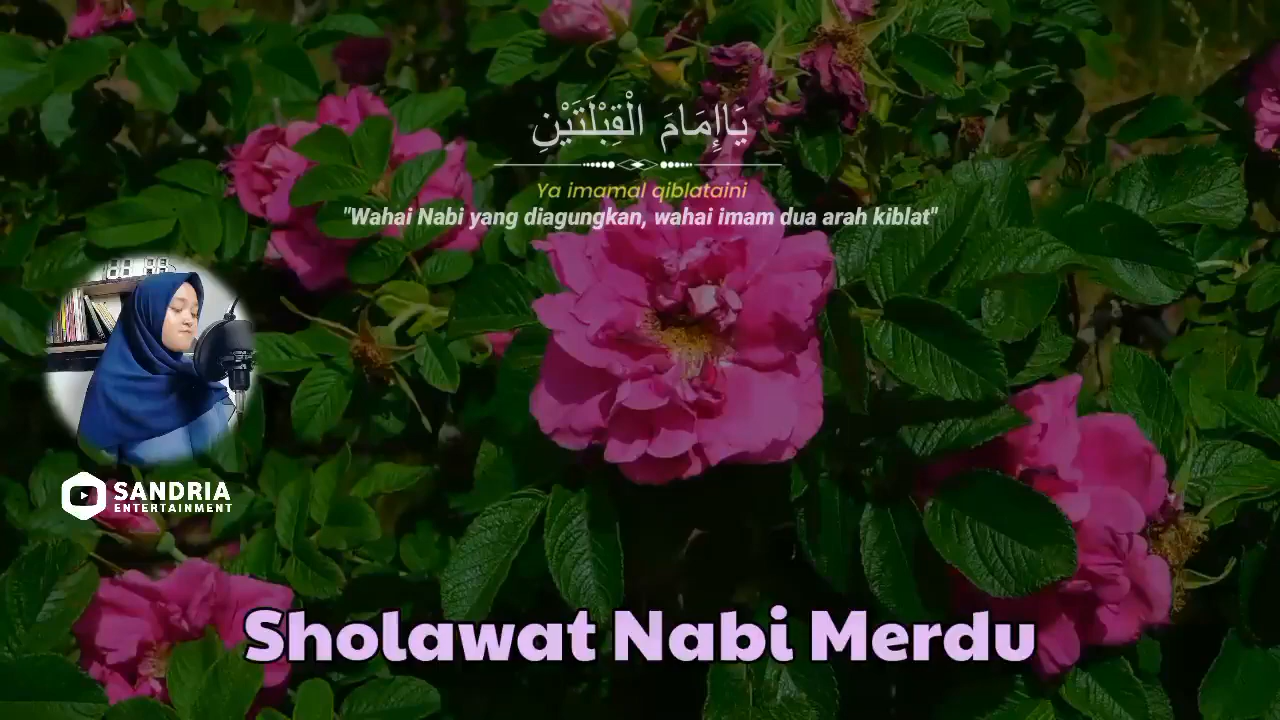 يَاإِمَامَ الْقِبْلَتَيْنِ
Ya imamal qiblataini
"Wahai Nabi yang diagungkan, wahai imam dua arah kiblat"
SANDRIA
ENTERTAINMENT
Sholawat Nabi Merdu